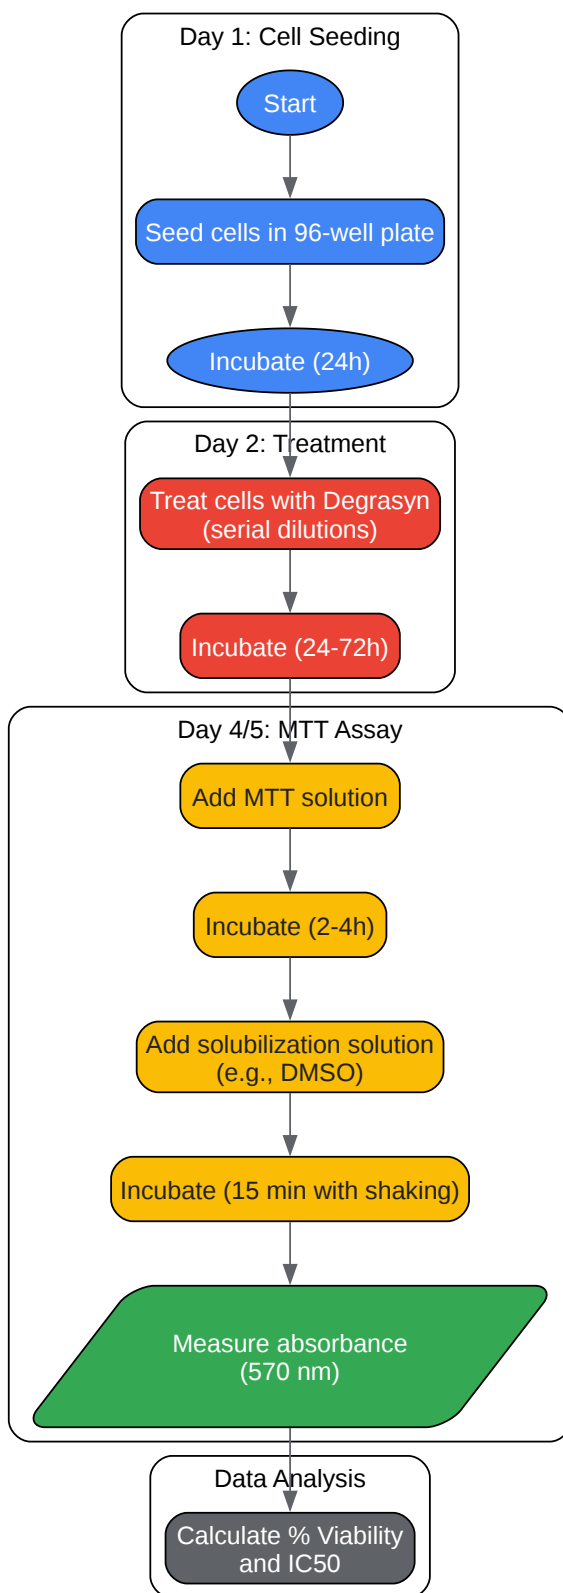 Day 1: Cell Seeding
Start
Seed cells in 96-well plate
Incubate (24h)
Day 2: Treatment
Treat cells with Degrasyn
(serial dilutions)
Incubate (24-72h)
Day 4/5: MTT Assay
Add MTT solution
Incubate (2-4h)
Add solubilization solution
(e.g., DMSO)
Incubate (15 min with shaking)
Measure absorbance
(570 nm)
Data Analysis
Calculate % Viability
and IC50